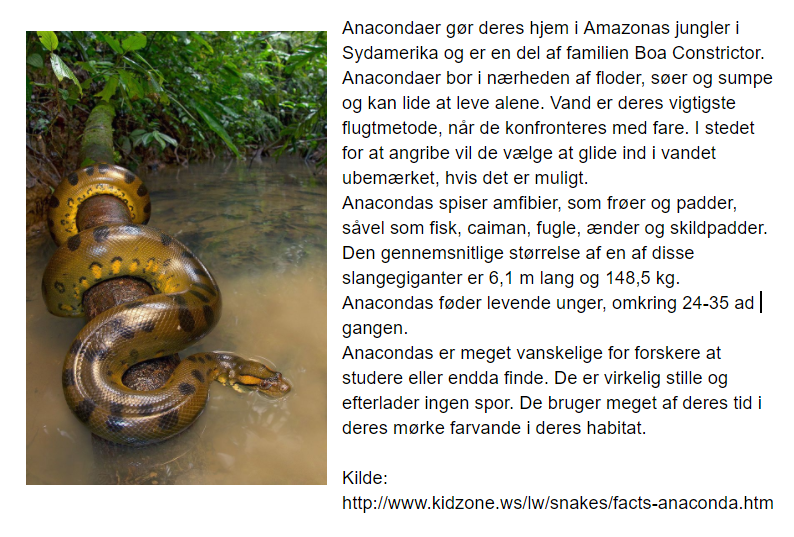 Anacondaer gør deres hjem i Amazonas jungler i
Sydamerika og er en del af familien Boa Constrictor.
Anacondaer bor i nærheden af floder, søer og sumpe
og kan lide at leve alene. Vand er deres vigtigste
flugtmetode, når de konfronteres med fare. I stedet
for at angribe vil de vælge at glide ind i vandet
ubemærket, hvis det er muligt.
Anacondas spiser amfibier, som frøer og padder,
såvel som fisk, caiman, fugle, ænder og skildpadder.
Den gennemsnitlige størrelse af en af disse
slangegiganter er 6,1 m lang og 148,5 kg.
Anacondas føder levende unger, omkring 24-35 ad
gangen.
Anacondas er meget vanskelige for forskere at
studere eller endda finde. De er virkelig stille og
efterlader ingen spor. De bruger meget af deres tid i
deres mørke farvande i deres habitat.
Kilde:
http://www.kidzone.ws/lw/snakes/facts-anaconda.htm